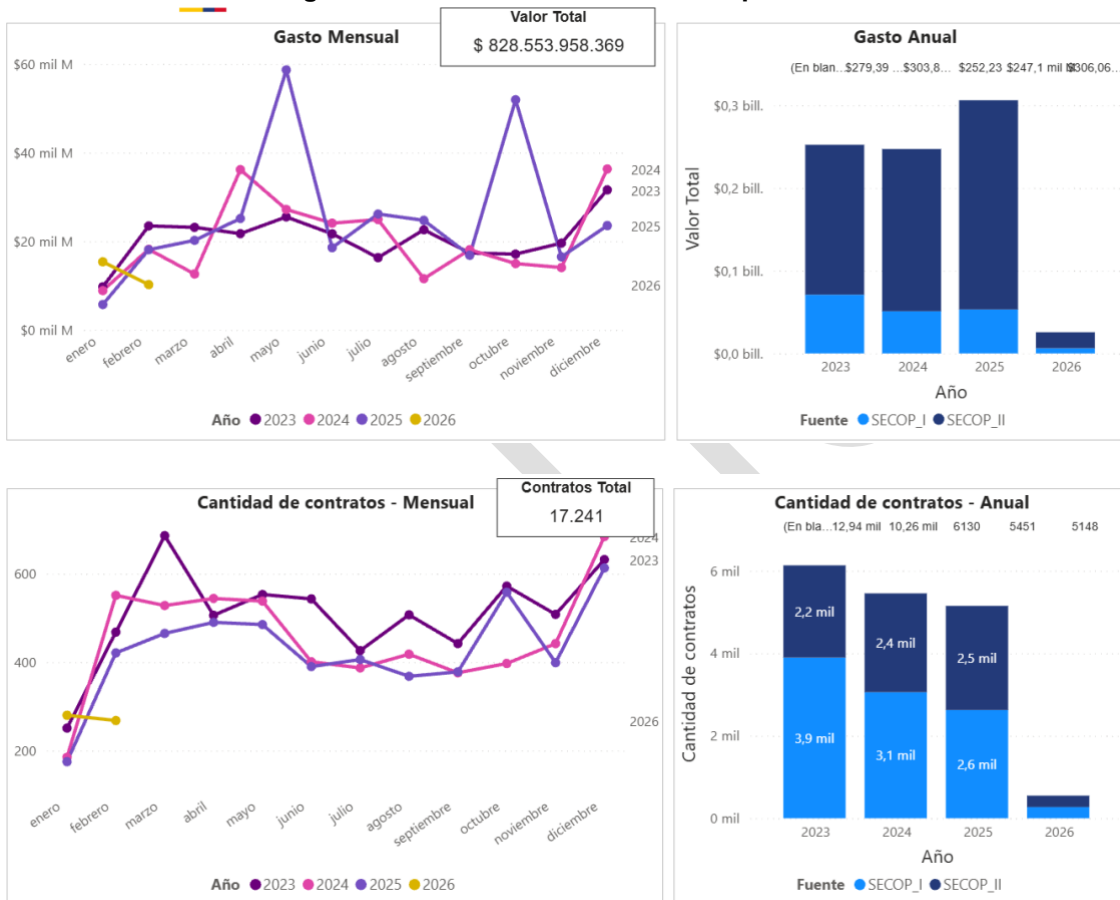 Valor Total
$ 828.553.958.369
Gasto Mensual
$60 mil M
$40 mil M
$20 mil M
$0 mil M
2024
2023
2025
2026
enero
febrero
marzo
abril
mayo
junio
julio
agosto
septiembre
octubre
noviembre
diciembre
Año 2023 2024 2025 2026
Gasto Anual
(En blan... $279,39 ... $303,8... $252,23 $247,1 mil M $306,06...
Valor Total
$0,3 bill.
$0,2 bill.
$0,1 bill.
$0,0 bill.
2023 2024 2025 2026
Año
Fuente SECOP_I SECOP_II
Contratos Total
17.241
Cantidad de contratos - Mensual
600
400
200
2024
2023
2026
enero
febrero
marzo
abril
mayo
junio
julio
agosto
septiembre
octubre
noviembre
diciembre
Año 2023 2024 2025 2026
Cantidad de contratos - Anual
(En bla... 12,94 mil 10,26 mil 6130 5451 5148
Cantidad de contratos
6 mil
4 mil
2 mil
0 mil
2,2 mil
3,9 mil
2,4 mil
3,1 mil
2,5 mil
2,6 mil
2023 2024 2025 2026
Año
Fuente SECOP_I SECOP_II